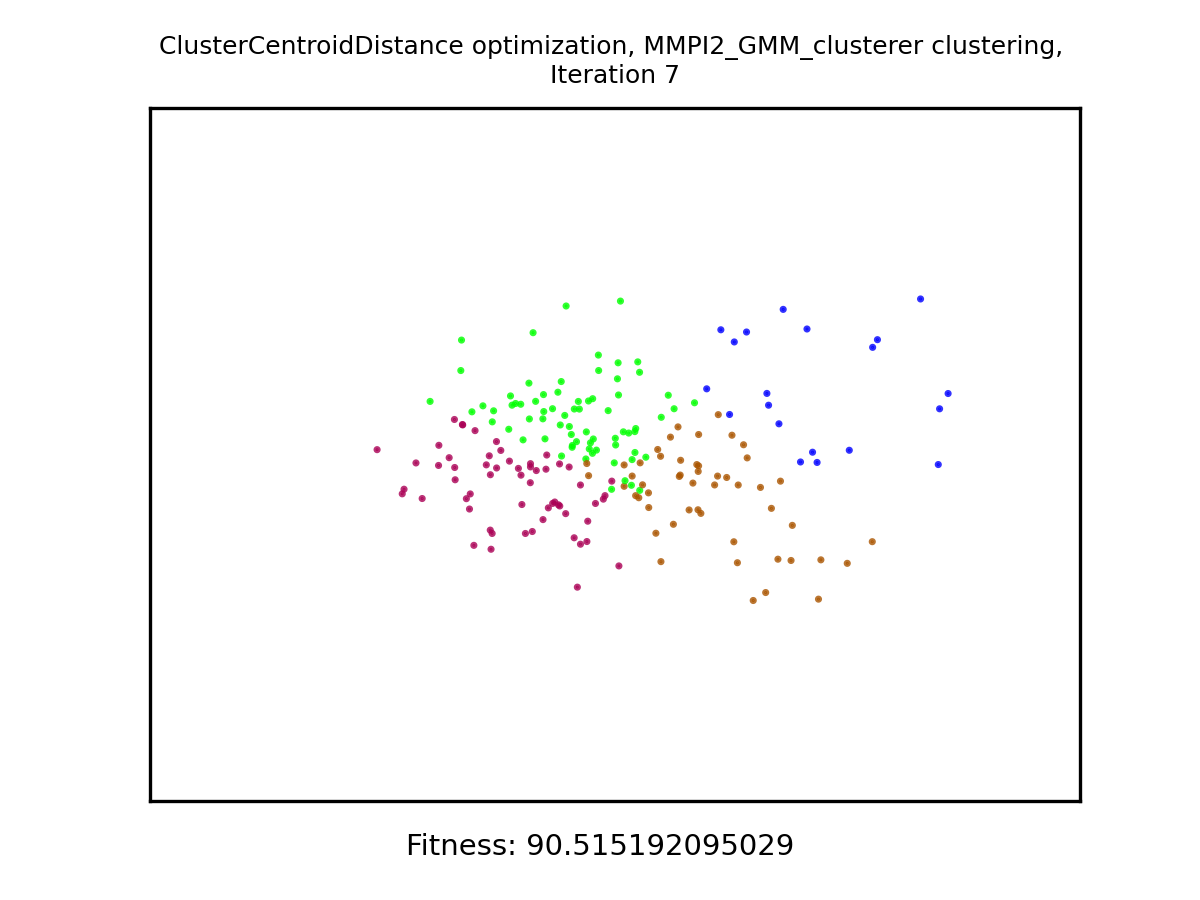 ClusterCentroidDistance optimization, MMPI2_GMM_clusterer clustering,
Iteration 7
Fitness: 90.515192095029